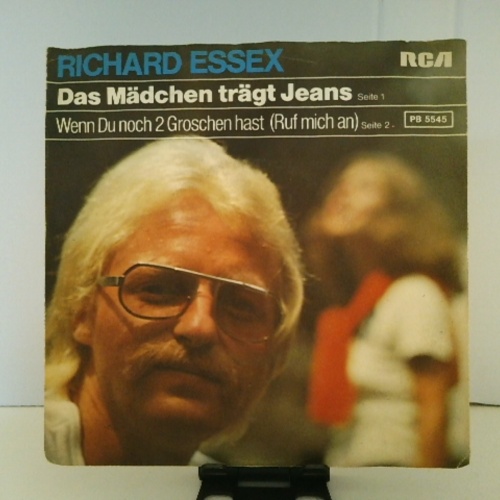 RICHARD ESSEX RCA
Das Mädchen trägt Jeans Seite 1
Wenn Du noch 2 Groschen hast (Ruf mich an) Seite 2 - PB 5545